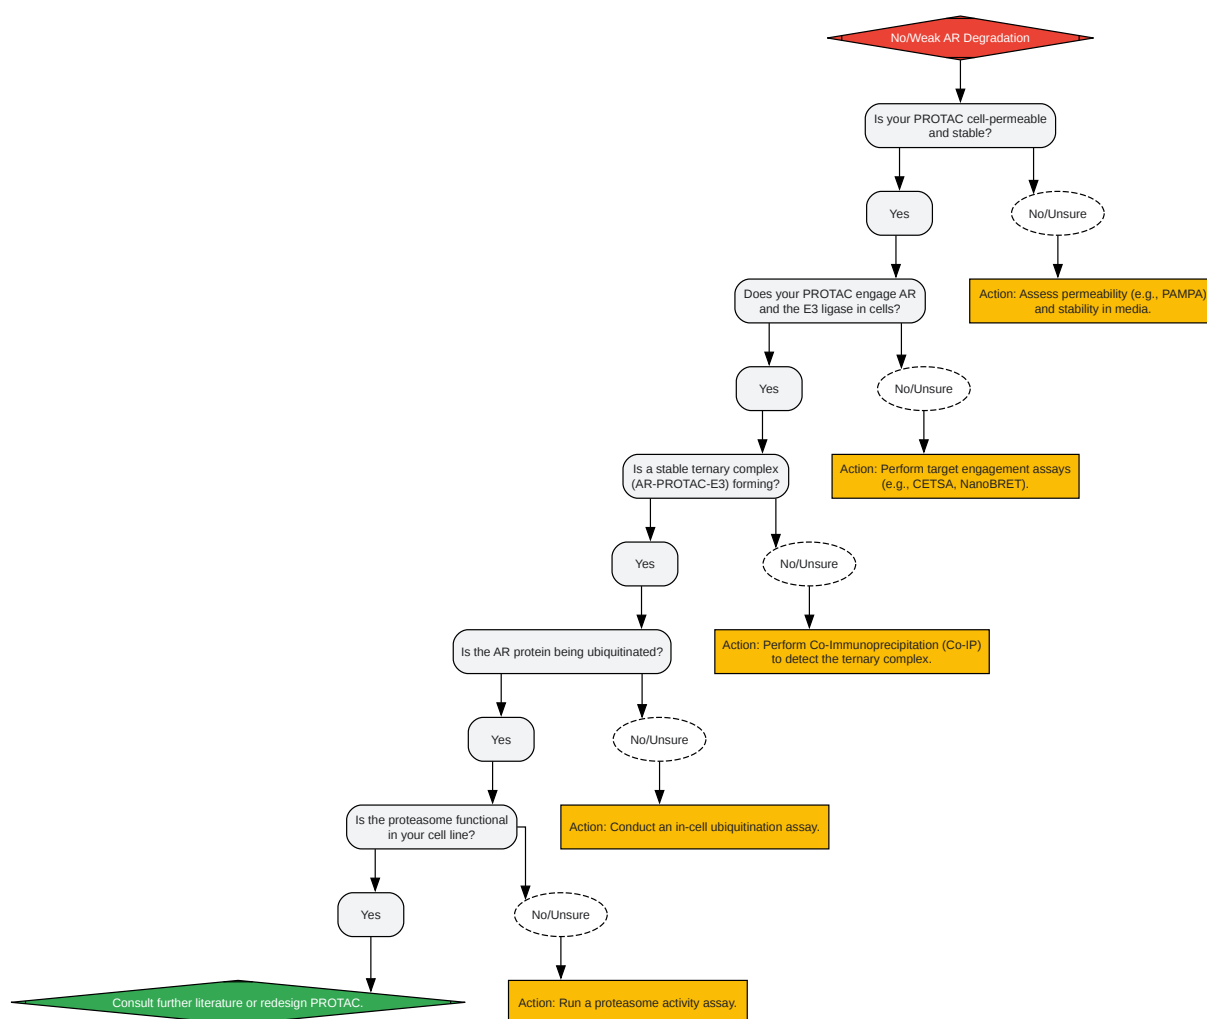 No/Weak AR Degradation
Is your PROTAC cell-permeable
and stable?
Yes
No/Unsure
Does your PROTAC engage AR
and the E3 ligase in cells?
Action: Assess permeability (e.g., PAMPA)
and stability in media.
Yes
No/Unsure
Is a stable ternary complex
(AR-PROTAC-E3) forming?
Action: Perform target engagement assays
(e.g., CETSA, NanoBRET).
Yes
No/Unsure
Is the AR protein being ubiquitinated?
Action: Perform Co-Immunoprecipitation (Co-IP)
to detect the ternary complex.
Yes
No/Unsure
Is the proteasome functional
in your cell line?
Action: Conduct an in-cell ubiquitination assay.
Yes
No/Unsure
Consult further literature or redesign PROTAC.
Action: Run a proteasome activity assay.